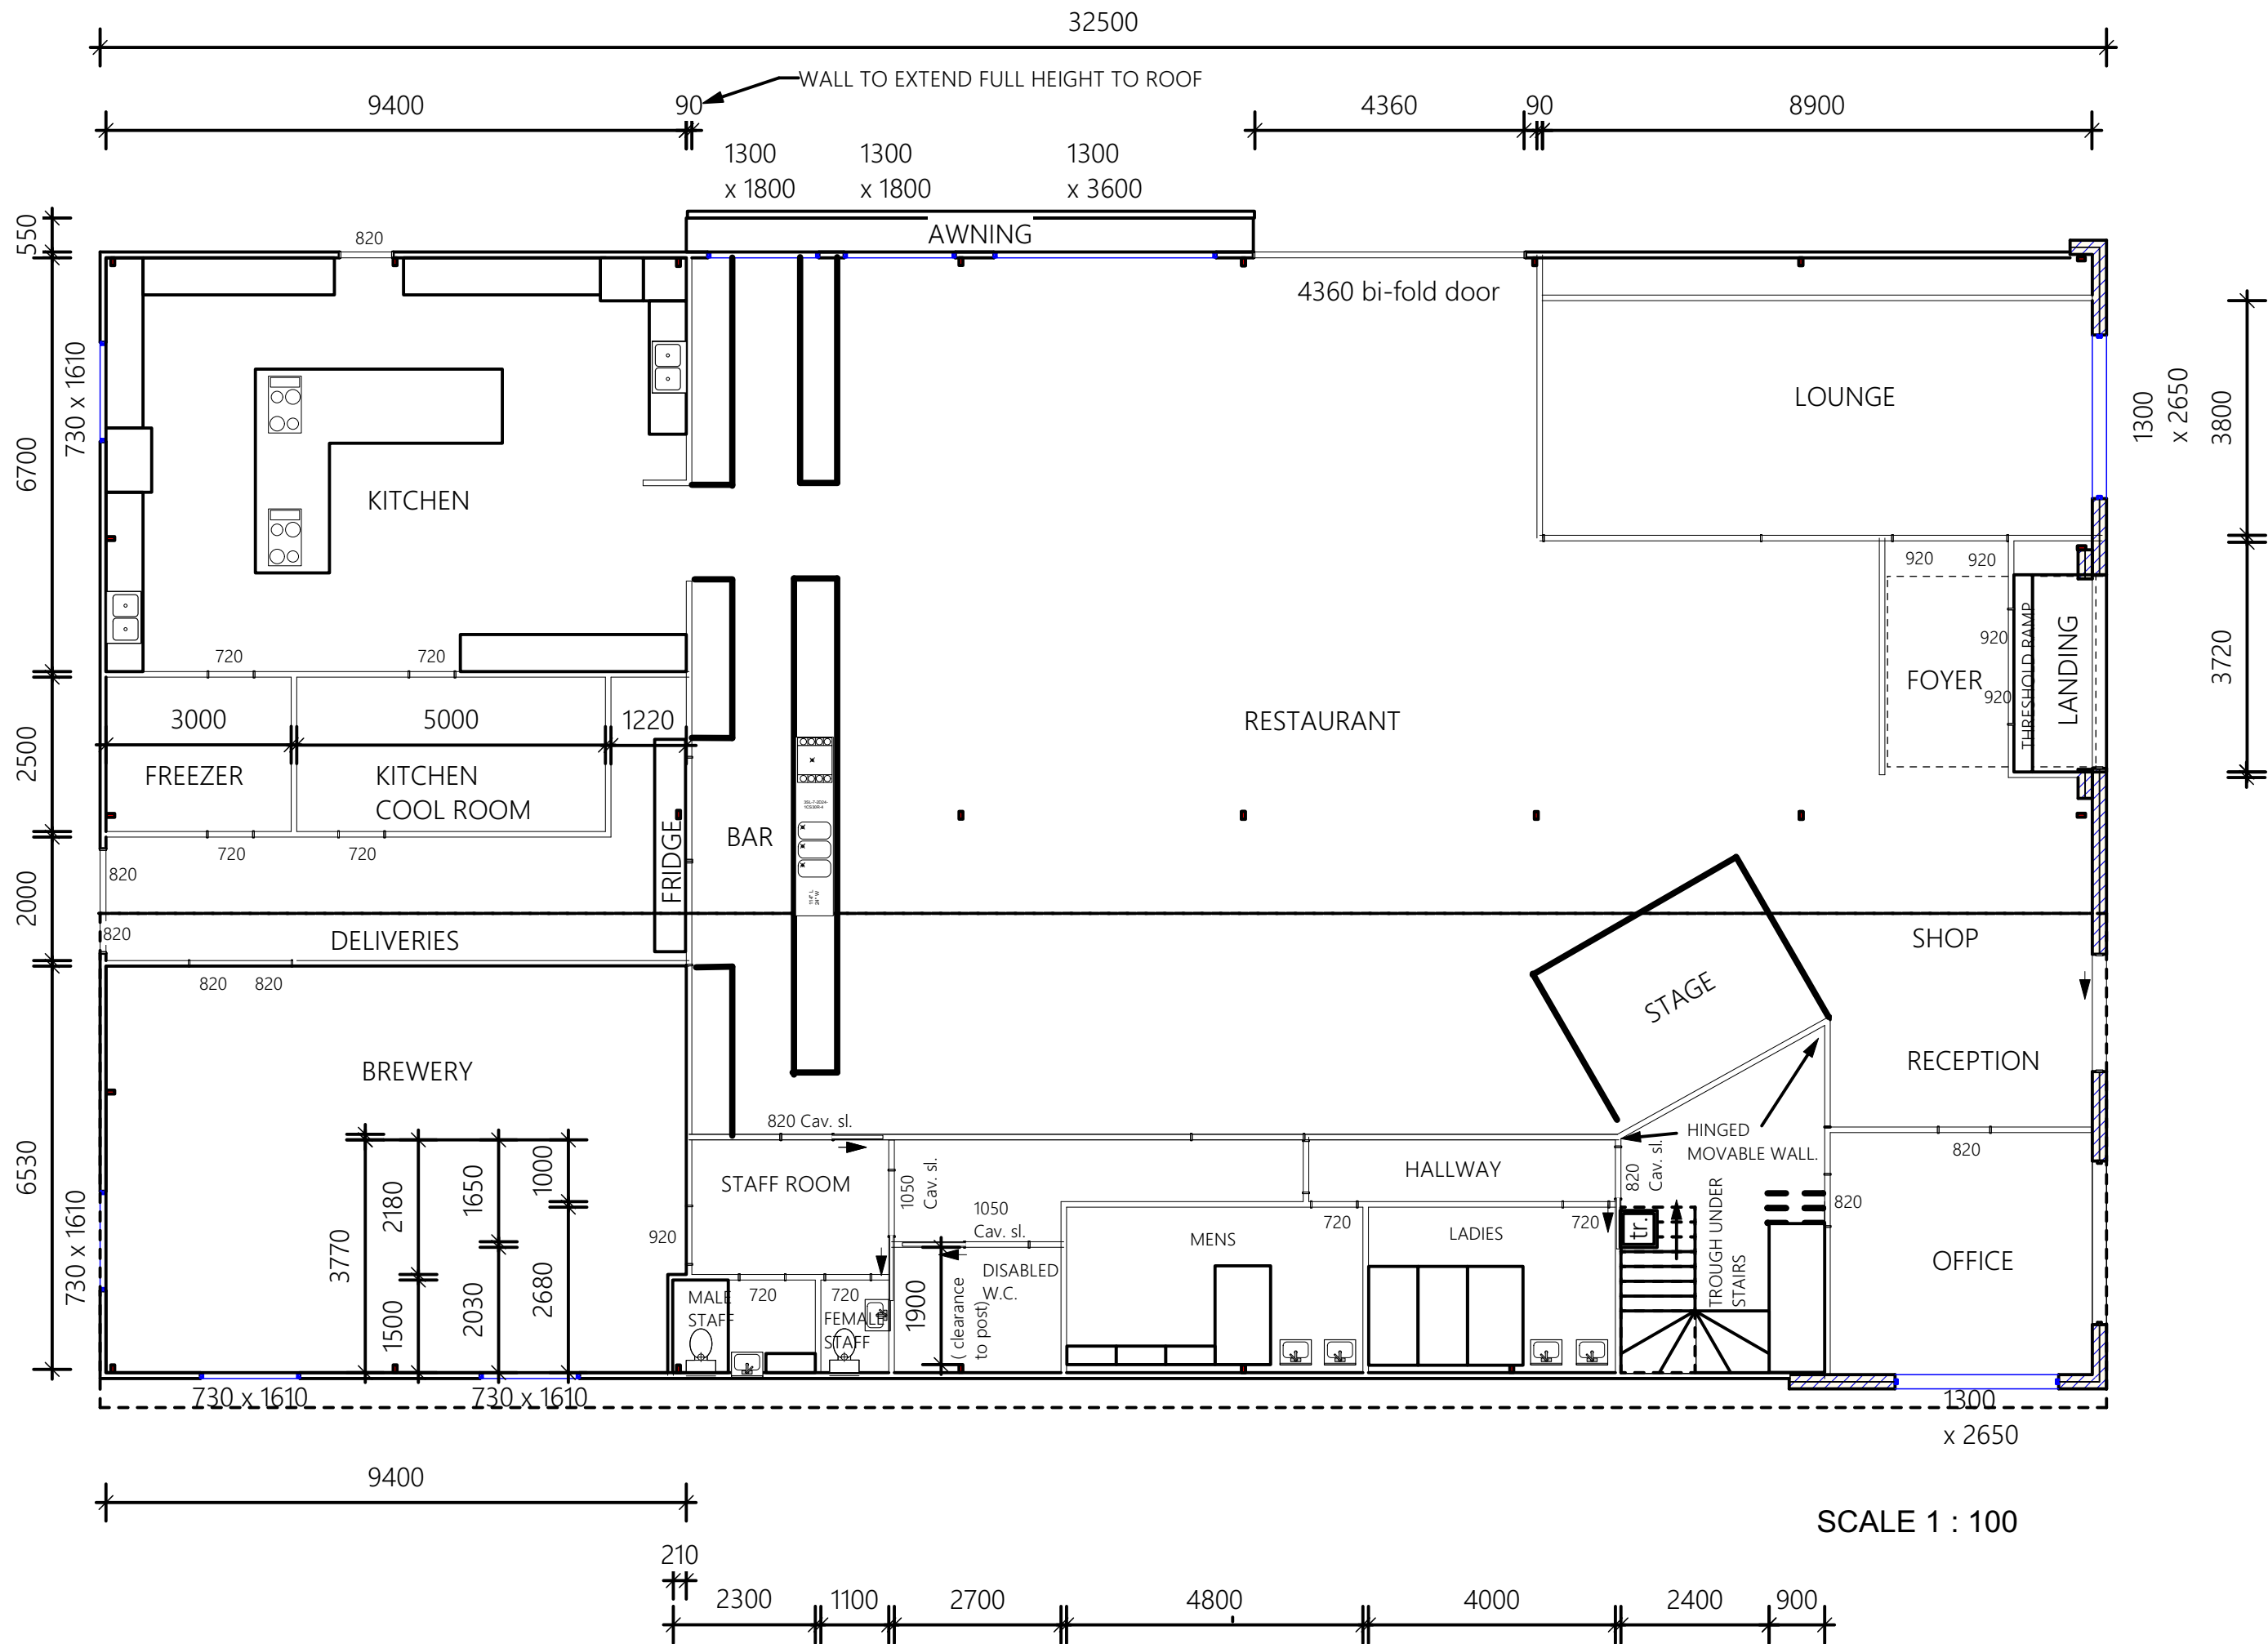 32500
WALL TO EXTEND FULL HEIGHT TO ROOF
9400
90
4360
90
8900
1300
x 1800
1300
x 1800
1300
x 3600
550
820
AWNING
4360 bi-fold door
730 x 1610
6700
KITCHEN
LOUNGE
1300
x 2650
3800
920
920
920
920
THRESHOLD RAMP
LANDING
FOYER
3720
720
720
RESTAURANT
3000
5000
1220
2500
FREEZER
KITCHEN
COOL ROOM
FRIDGE
BAR
720
720
820
2000
820
DELIVERIES
SHOP
820
820
STAGE
BREWERY
RECEPTION
6530
730 x 1610
3770
2180
1500
1650
2030
1000
2680
820 Cav. sl.
STAFF ROOM
1050
Cav. sl.
1050
Cav. sl.
HALLWAY
820
Cav. sl.
HINGED
MOVABLE WALL.
820
820
920
720
720
MENS
LADIES
tr.
TROUGH UNDER
STAIRS
OFFICE
MALE
STAFF
720
720
FEMALE
STAFF
1900
( clearance
to post)
DISABLED
W.C.
730 x 1610
730 x 1610
1300
x 2650
9400
SCALE 1 : 100
210
2300
1100
2700
4800
4000
2400
900